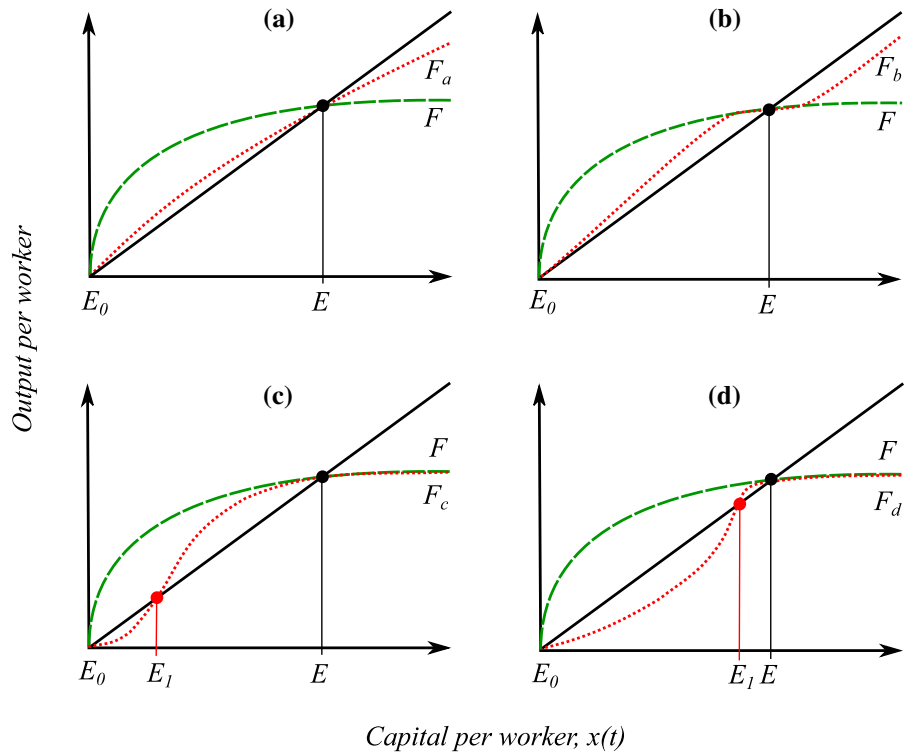 (a)
F_a
F
E_0
E
(b)
F_b
F
E_0
E
Output per worker
(c)
F
F_c
E_0
E_1
E
(d)
F
F_d
E_0
E_1
E
Capital per worker, x(t)